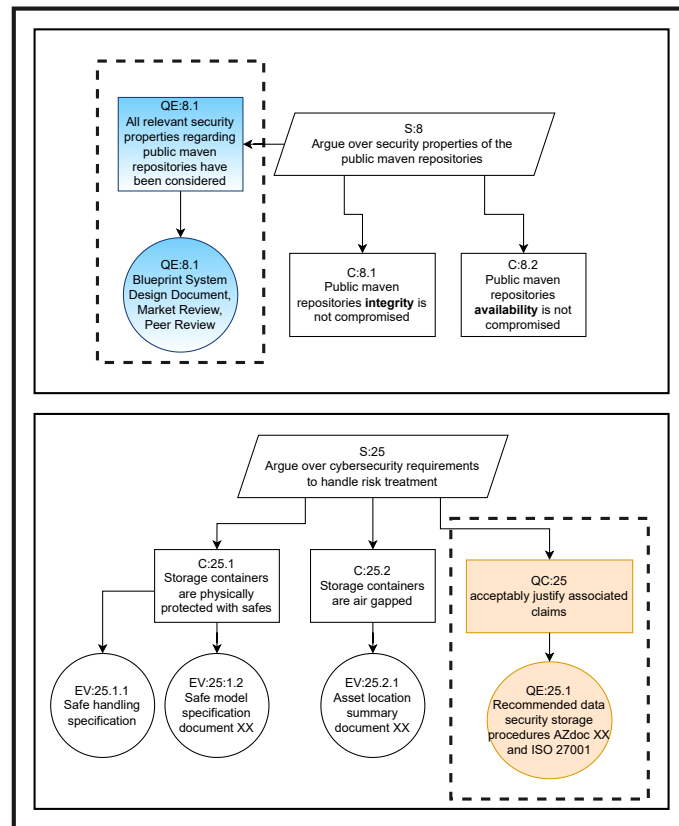 QE:8.1
All relevant security
properties regarding
public maven
repositories have
been considered
S:8
Argue over security properties of the
public maven repositories
QE:8.1
Blueprint System
Design Document,
Market Review,
Peer Review
C:8.1
Public maven
repositories integrity is
not compromised
C:8.2
Public maven
repositories
availability is not
compromised
S:25
Argue over cybersecurity requirements
to handle risk treatment
C:25.1
Storage containers
are physically
protected with safes
C:25.2
Storage containers
are air gapped
QC:25
acceptably justify associated
claims
EV:25.1.1
Safe handling
specification
EV:25:1.2
Safe model
specification
document XX
EV:25.2.1
Asset location
summary
document XX
QE:25.1
Recommended data
security storage
procedures AZdoc XX
and ISO 27001